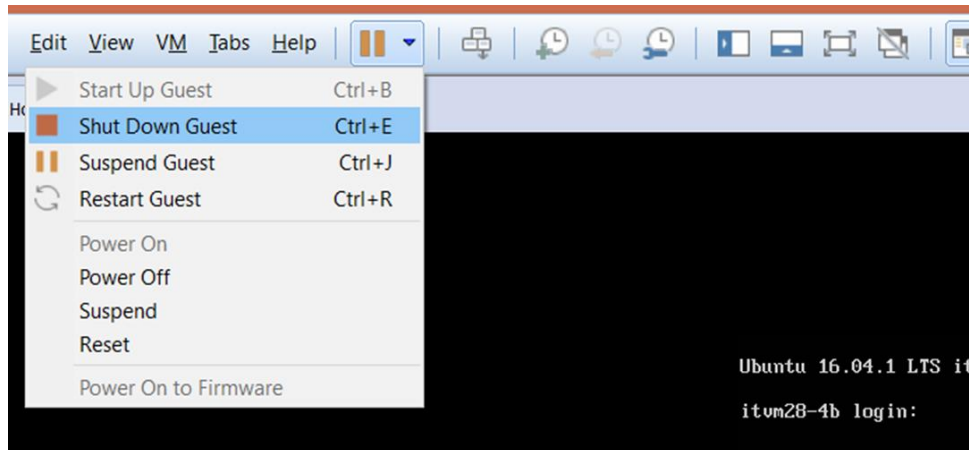 Edit View VM Tabs Help
Start Up Guest Ctrl+B
Shut Down Guest Ctrl+E
Suspend Guest Ctrl+J
Restart Guest Ctrl+R
Power On
Power Off
Suspend
Reset
Power On to Firmware
Ubuntu 16.04.1 LTS
itvm28-4b login: